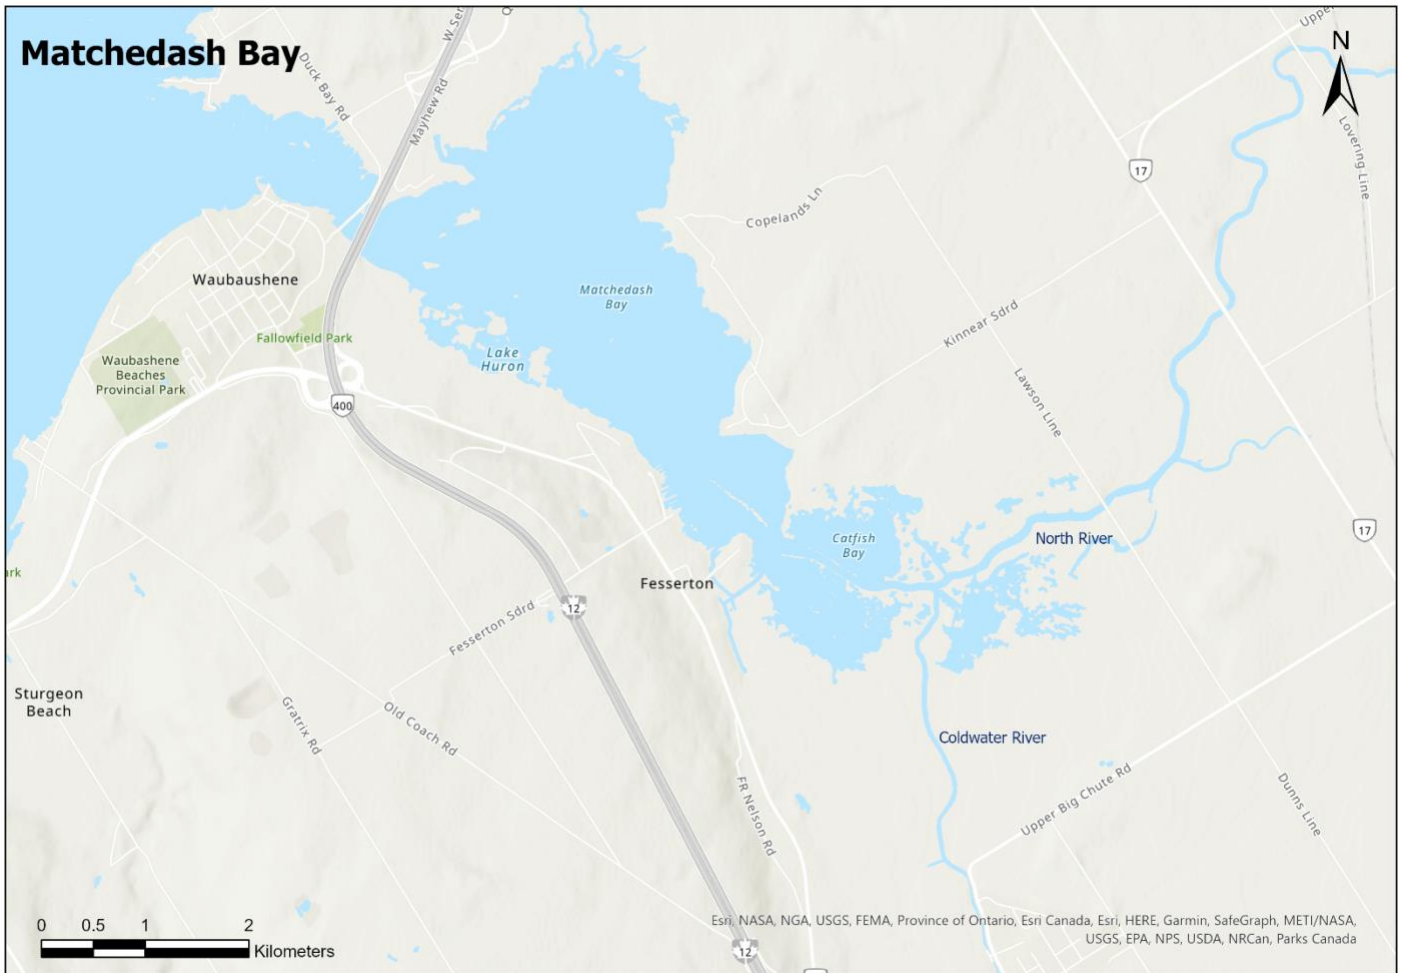 Matchedash Bay
N
Duck Bay Rd
W Ser
Q
Mayhew Rd
Upper
Lovering Line
17
Copelands Ln
Waubaushene
Matchedash
Bay
Kinnear Sdrd
Fallowfield Park
Lake
Huron
Waubashene
Beaches
Provincial Park
Lawson Line
400
Catfish
Bay
North River
17
ark
Fesserton
12
Fesserton Sdrd
Sturgeon
Beach
Gratrix Rd
Old Coach Rd
Coldwater River
FR Nelson Rd
Upper Big Chute Rd
Dunns Line
0 0.5 1 2
Kilometers
12
Esri, NASA, NGA, USGS, FEMA, Province of Ontario, Esri Canada, Esri, HERE, Garmin, SafeGraph, METI/NASA,
USGS, EPA, NPS, USDA, NRCan, Parks Canada